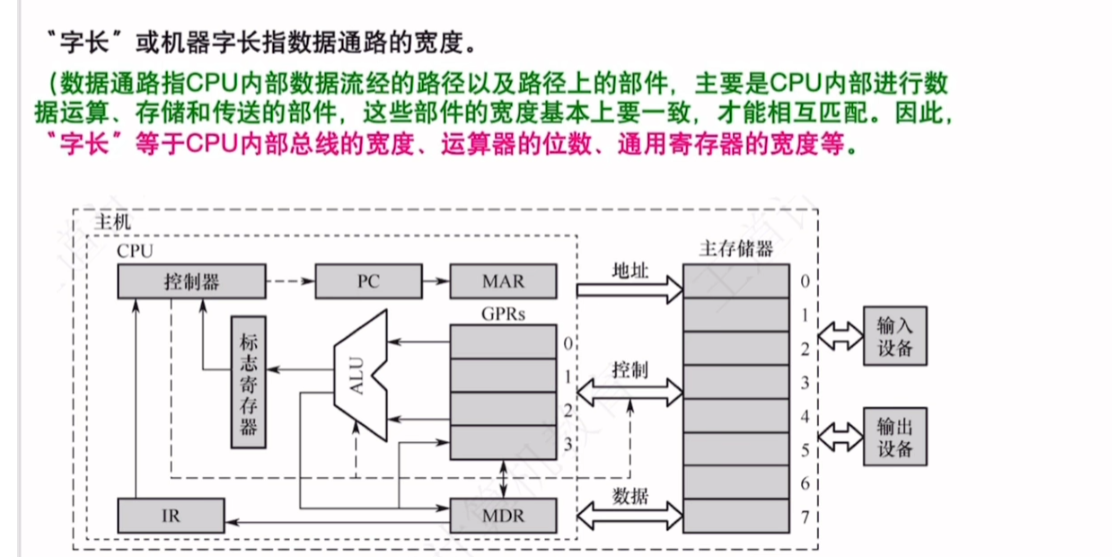 “字长”或机器字长指数据通路的宽度。
(数据通路指CPU内部数据流经的路径以及路径上的部件，主要是CPU内部进行数
据运算、存储和传送的部件，这些部件的宽度基本上要一致，才能相互匹配。因此，
“字长”等于CPU内部总线的宽度、运算器的位数、通用寄存器的宽度等。
主机
CPU
主存储器
控制器
PC
MAR
地址
0
GPRs
1
输入
设备
标志寄存器
ALU
0
2
1
控制
3
2
4
输出
设备
3
5
6
数据
IR
MDR
7